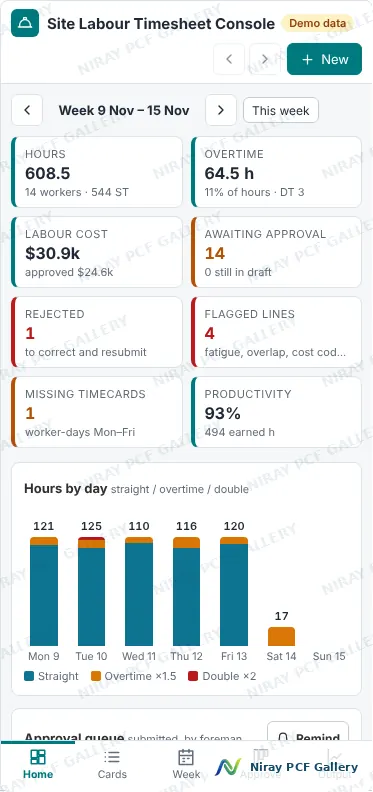 Site Labour Timesheet Console Demo data
New
Week 9 Nov – 15 Nov This week
HOURS
608.5
14 workers · 544 ST
OVERTIME
64.5 h
11% of hours · DT 3
LABOUR COST
$30.9k
approved $24.6k
AWAITING APPROVAL
14
0 still in draft
REJECTED
1
to correct and resubmit
FLAGGED LINES
4
fatigue, overlap, cost cod...
MISSING TIMECARDS
1
worker-days Mon–Fri
PRODUCTIVITY
93%
494 earned h
Hours by day straight / overtime / double
121 125 110 116 120 17
Mon 9 Tue 10 Wed 11 Thu 12 Fri 13 Sat 14 Sun 15
Straight Overtime ×1.5 Double ×2
Approval queue submitted, by foreman Remind
Home Cards Week Approve Output
Niray PCF Gallery
NIRAY PCF GALLERY